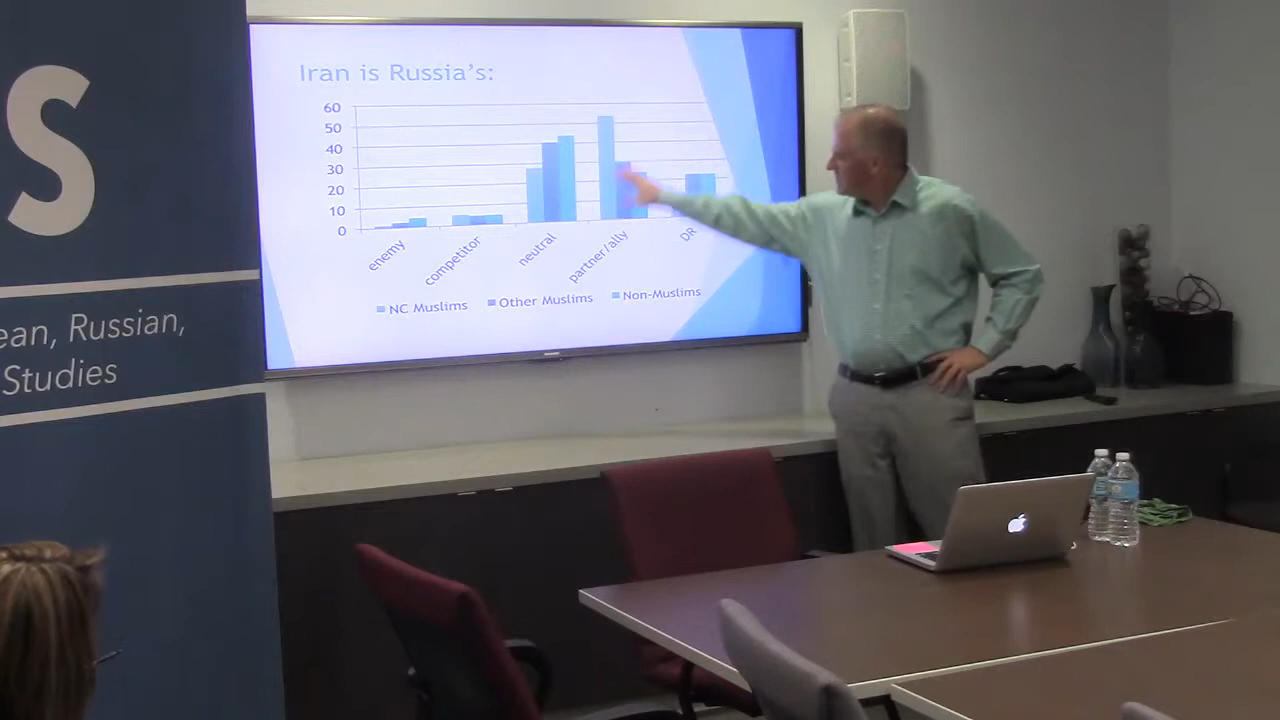 S
ean, Russian,
Studies
Iran is Russia's:
60
50
40
30
20
10
0
enemy
competitor
neutral
partner/ally
DR
NC Muslims
Other Muslims
Non-Muslims